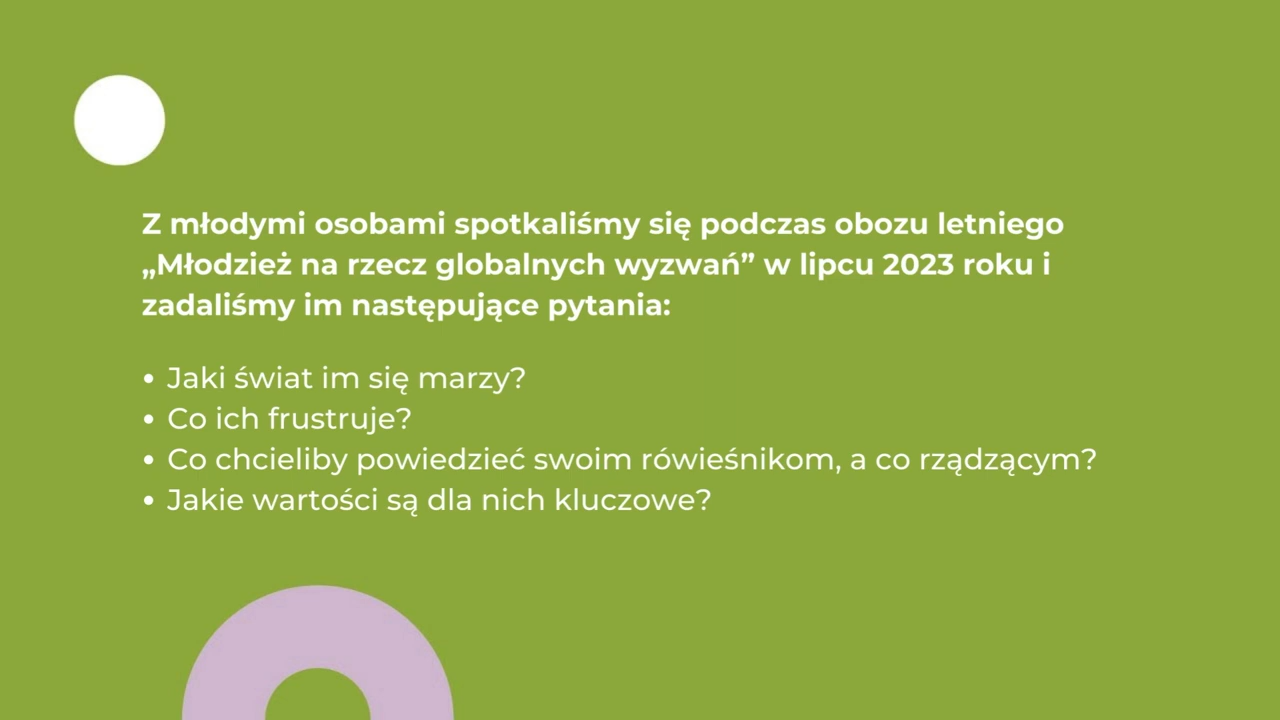 Z młodymi osobami spotkaliśmy się podczas obozu letniego
„Młodzież na rzecz globalnych wyzwań” w lipcu 2023 roku i
zadaliśmy im następujące pytania:
• Jaki świat im się marzy?
• Co ich frustruje?
• Co chcieliby powiedzieć swoim rówieśnikom, a co rządzącym?
• Jakie wartości są dla nich kluczowe?